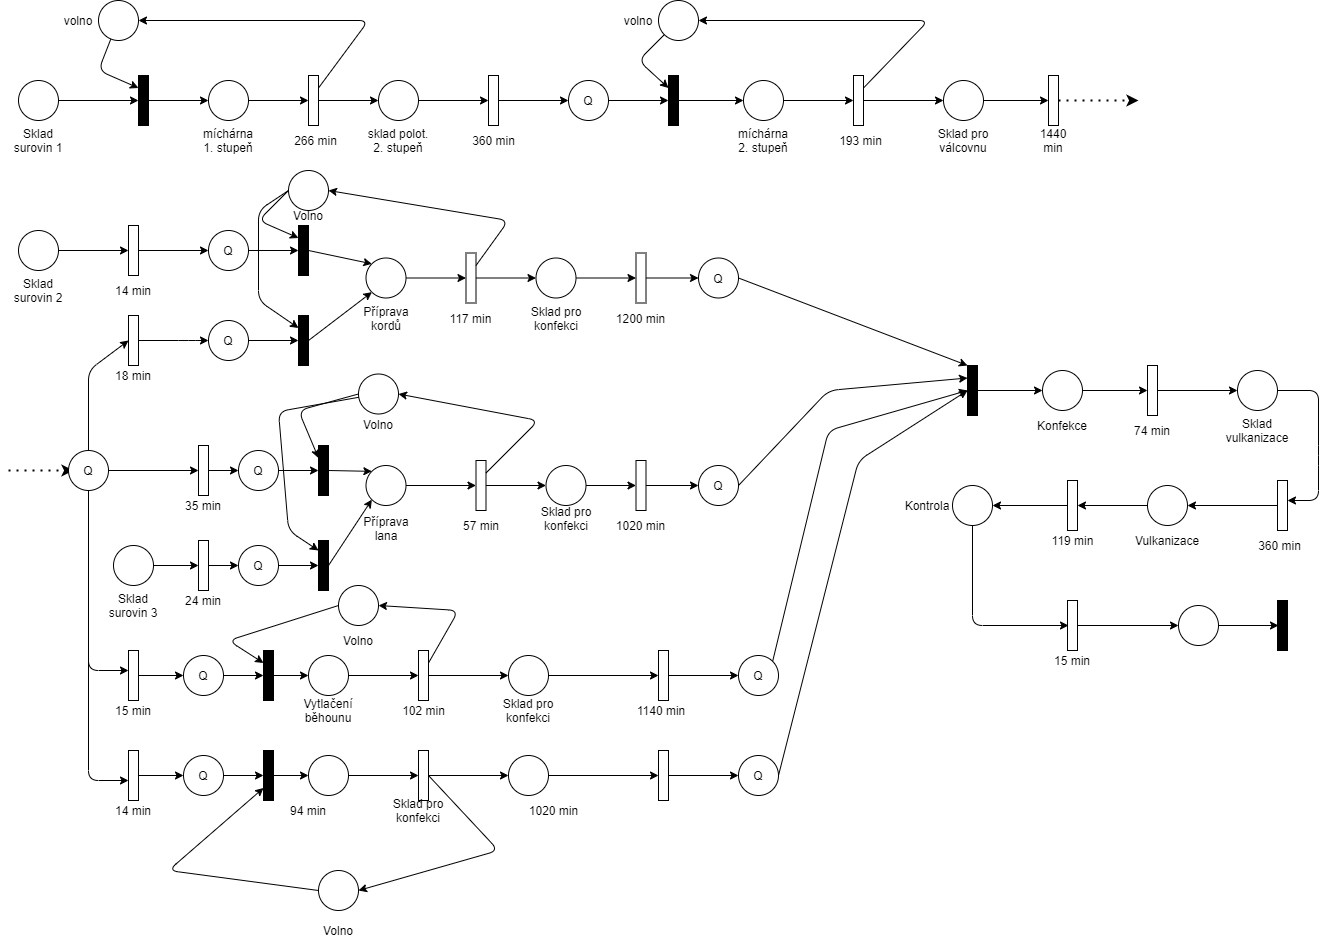 volno
volno
Q
Sklad
surovin 1
míchárna
1. stupeň
266 min
sklad polot.
2. stupeň
360 min
míchárna
2. stupeň
193 min
Sklad pro
válcovnu
1440
min
Volno
Q
Sklad
surovin 2
14 min
Příprava
kordů
117 min
Sklad pro
konfekci
1200 min
Q
Q
18 min
Volno
Konfekce
74 min
Sklad
vulkanizace
Q
Q
35 min
Příprava
lana
57 min
Sklad pro
konfekci
1020 min
Q
Kontrola
119 min
Vulkanizace
360 min
Q
Sklad
surovin 3
24 min
Volno
15 min
Q
15 min
Vytlačení
běhounu
102 min
Sklad pro
konfekci
1140 min
Q
Q
14 min
94 min
Sklad pro
konfekci
1020 min
Q
Volno